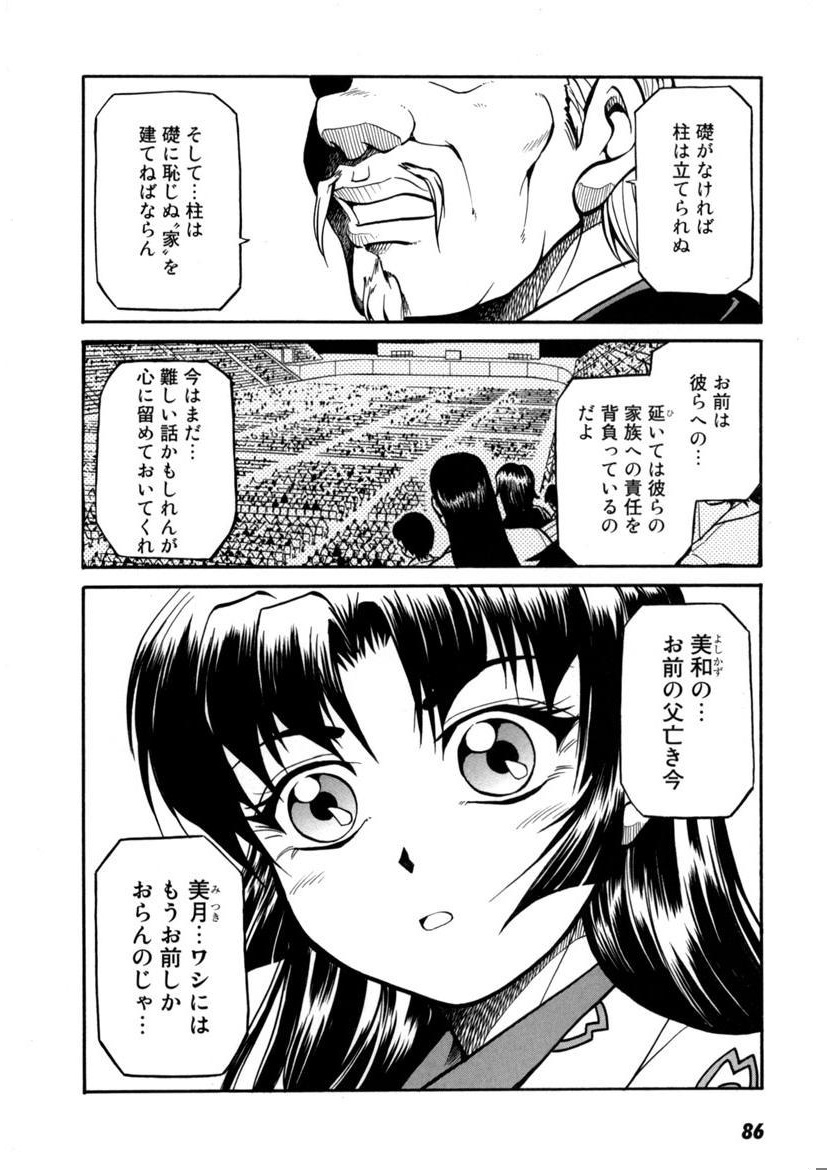 礎がなければ
柱は立てられぬ
そして…柱は
礎に恥じぬ〝家〟を
建てねばならん
お前は
彼らへの…
延いては彼らの
家族への責任を
背負っているの
だよ
今はまだ…
難しい話かもしれんが
心に留めておいてくれ
美和の…
お前の父亡き今
美月…ワシには
もうお前しか
おらんのじゃ…
86